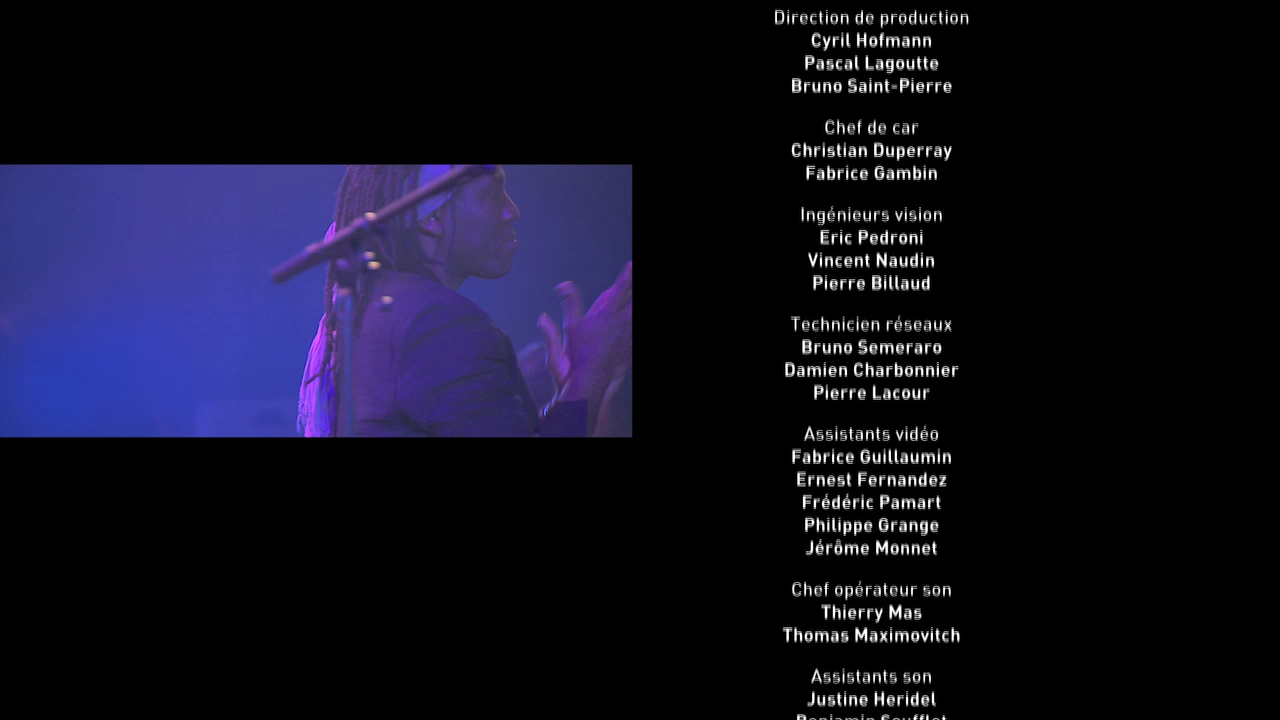 Direction de production
Cyril Hofmann
Pascal Lagoutte
Bruno Saint-Pierre
Chef de car
Christian Duperray
Fabrice Gambin
Ingénieurs vision
Eric Pedroni
Vincent Naudin
Pierre Billaud
Technicien réseaux
Bruno Semeraro
Damien Charbonnier
Pierre Lacour
Assistants vidéo
Fabrice Guillaumin
Ernest Fernandez
Frédéric Pamart
Philippe Grange
Jérôme Monnet
Chef opérateur son
Thierry Mas
Thomas Maximovitch
Assistants son
Justine Heridel